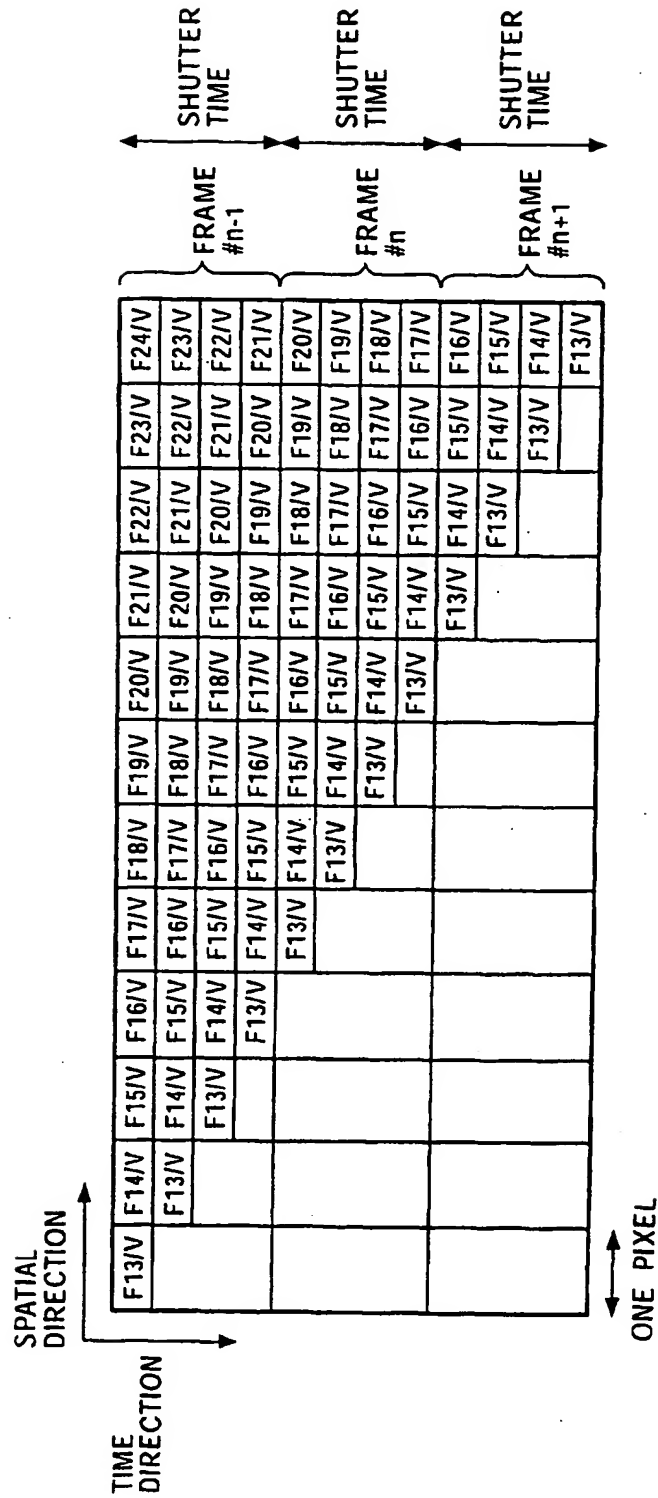 SPATIAL
DIRECTION
TIME
DIRECTION
F13/V F14/V F15/V F16/V F17/V F18/V F19/V F20/V F21/V F22/V F23/V F24/V
F13/V F14/V F15/V F16/V F17/V F18/V F19/V F20/V F21/V F22/V F23/V
F13/V F14/V F15/V F16/V F17/V F18/V F19/V F20/V F21/V F22/V
F13/V F14/V F15/V F16/V F17/V F18/V F19/V F20/V F21/V
FRAME
#n-1
SHUTTER
TIME
F13/V F14/V F15/V F16/V F17/V F18/V F19/V F20/V
F13/V F14/V F15/V F16/V F17/V F18/V F19/V
F13/V F14/V F15/V F16/V F17/V F18/V
F13/V F14/V F15/V F16/V F17/V
FRAME
#n
SHUTTER
TIME
F13/V F14/V F15/V F16/V
F13/V F14/V F15/V
F13/V F14/V
F13/V
FRAME
#n+1
SHUTTER
TIME
ONE PIXEL